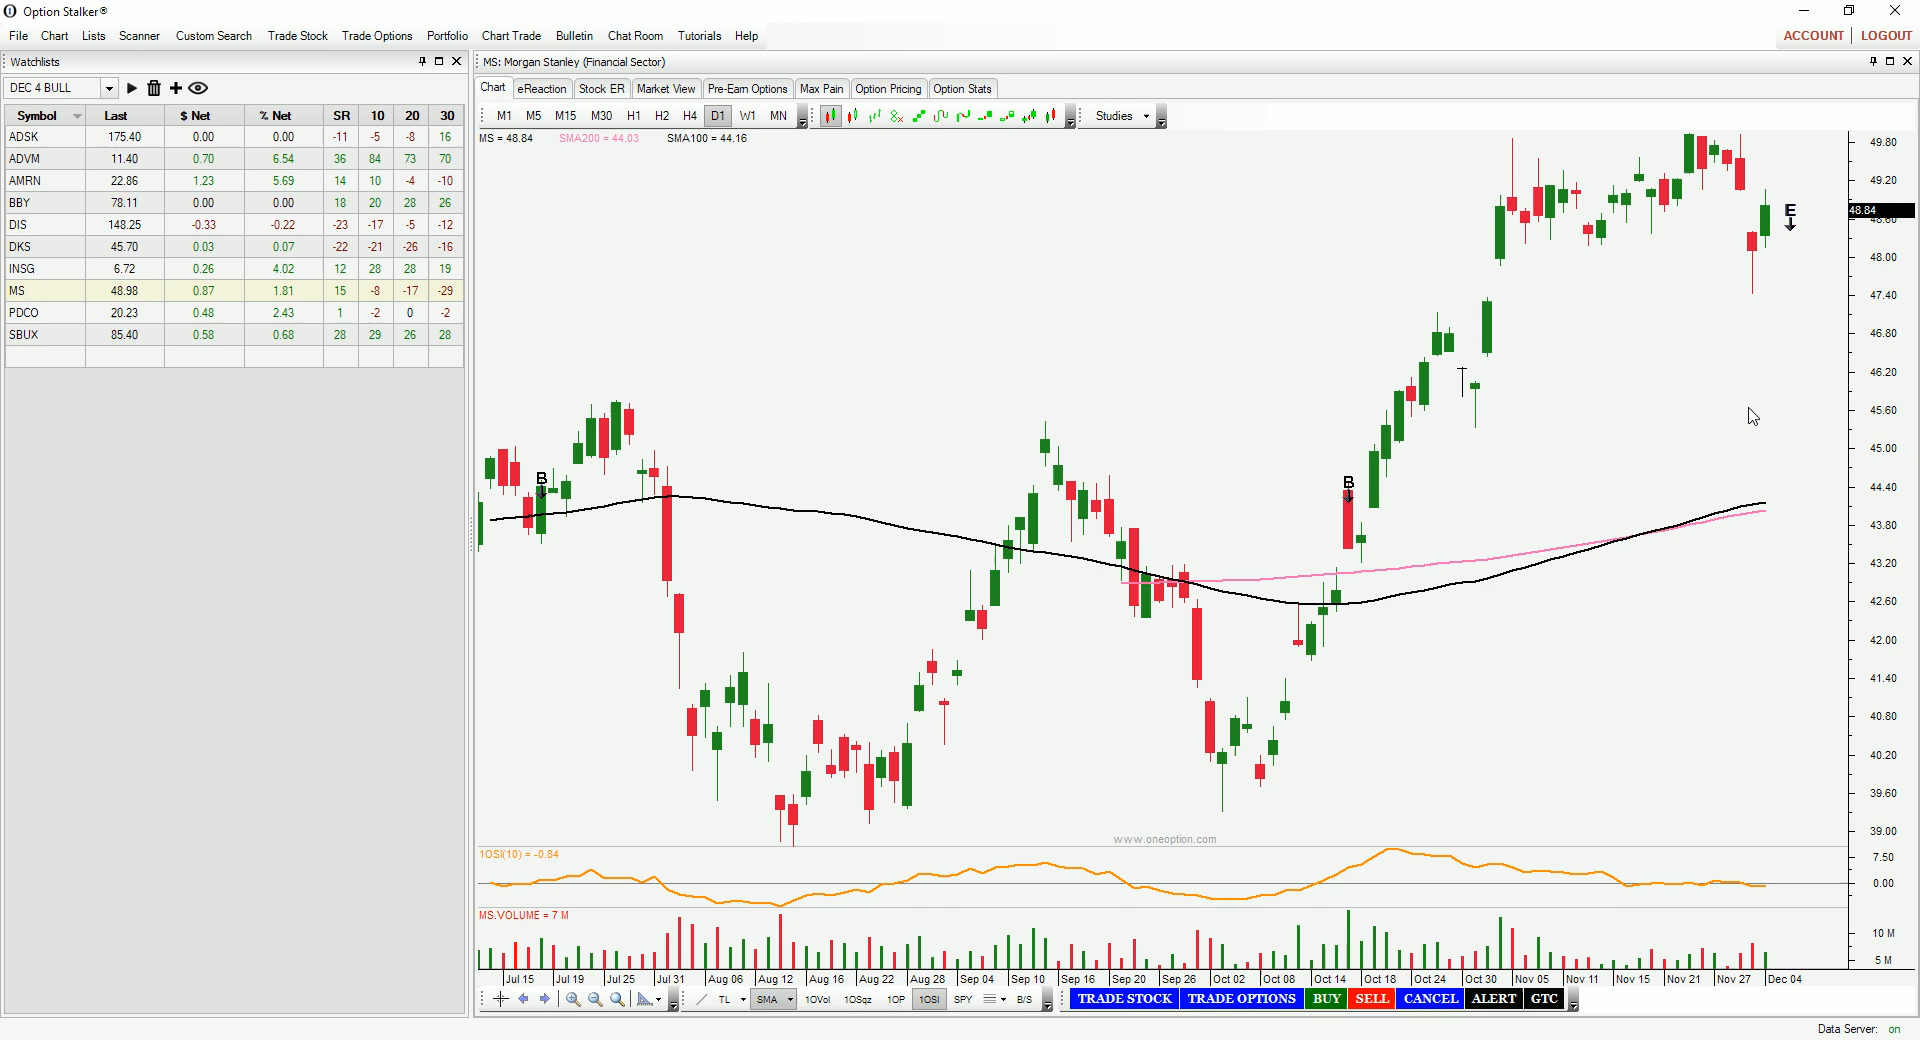 Option Stalker®
File Chart Lists Scanner Custom Search Trade Stock Trade Options Portfolio Chart Trade Bulletin Chat Room Tutorials Help
ACCOUNT LOGOUT
Watchlists
DEC 4 BULL
Symbol Last $ Net % Net SR 10 20 30
ADSK 175.40 0.00 0.00 -11 -5 -8 16
ADVM 11.40 0.70 6.54 36 84 73 70
AMRN 22.86 1.23 5.69 14 10 -4 -10
BBY 78.11 0.00 0.00 18 20 28 26
DIS 148.25 -0.33 -0.22 -23 -17 -5 -12
DKS 45.70 0.03 0.07 -22 -21 -26 -16
INSG 6.72 0.26 4.02 12 28 28 19
MS 48.98 0.87 1.81 15 -8 -17 -29
PDCO 20.23 0.48 2.43 1 -2 0 -2
SBUX 85.40 0.58 0.68 28 29 26 28
MS: Morgan Stanley (Financial Sector)
Chart eReaction Stock ER Market View Pre-Earn Options Max Pain Option Pricing Option Stats
M1 M5 M15 M30 H1 H2 H4 D1 W1 MN Studies
MS = 48.84 SMA200 = 44.03 SMA100 = 44.16
49.80
49.20
48.84
48.60
48.00
47.40
46.80
46.20
45.60
45.00
44.40
43.80
43.20
42.60
42.00
41.40
40.80
40.20
39.60
39.00
B
B
E
www.oneoption.com
1OSI(10) = -0.84
7.50
0.00
MS.VOLUME = 7 M
10 M
5 M
Jul 15 Jul 19 Jul 25 Jul 31 Aug 06 Aug 12 Aug 16 Aug 22 Aug 28 Sep 04 Sep 10 Sep 16 Sep 20 Sep 26 Oct 02 Oct 08 Oct 14 Oct 18 Oct 24 Oct 30 Nov 05 Nov 11 Nov 15 Nov 21 Nov 27 Dec 04
TL SMA 1OVol 1OSqz 1OP 1OSI SPY B/S TRADE STOCK TRADE OPTIONS BUY SELL CANCEL ALERT GTC
Data Server: on